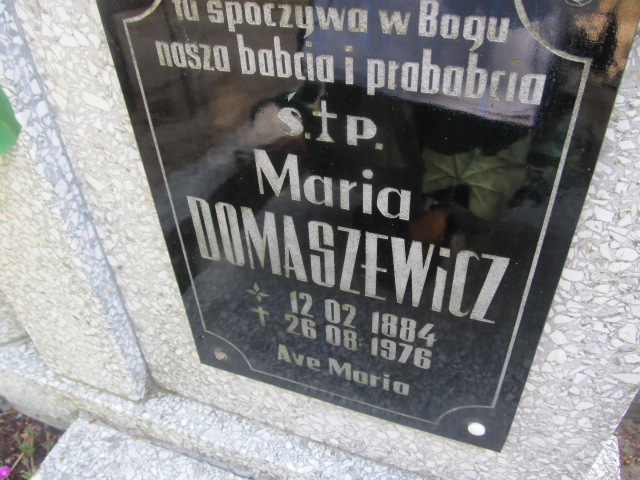 Tu spoczywa w Bogu
nasza babcia i prababcia
Ś.†P.
Maria
DOMASZEWiCZ
12 02 1884
† 26 08 1976
Ave Maria